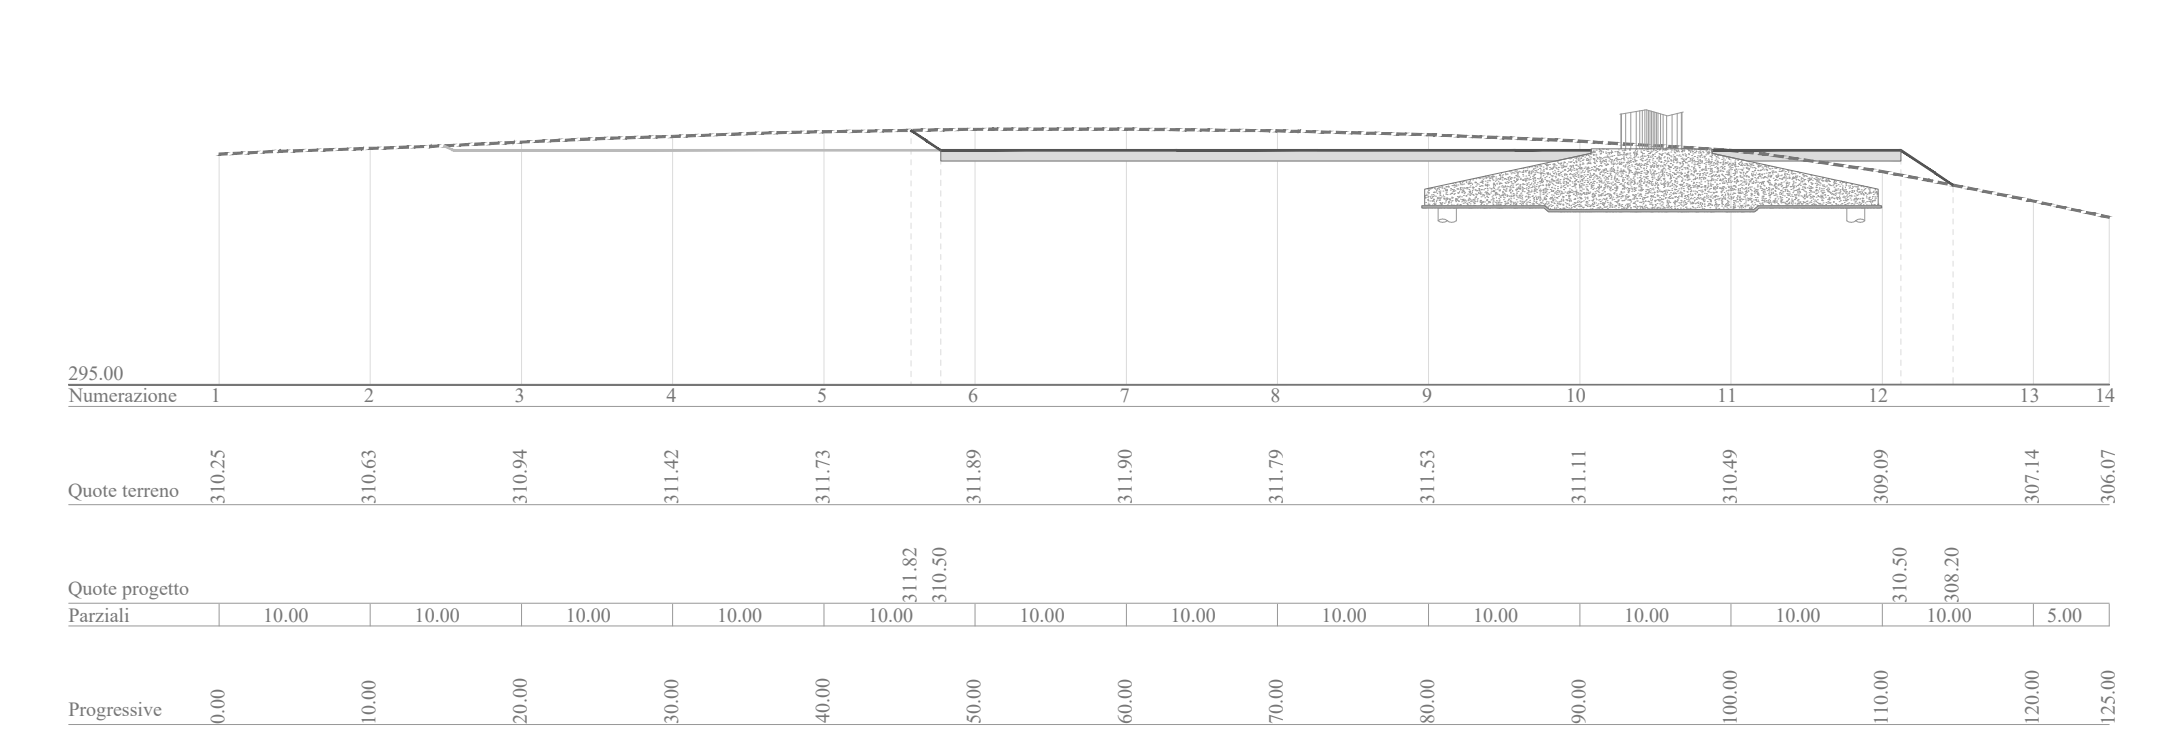 295.00
Numerazione 1 2 3 4 5 6 7 8 9 10 11 12 13 14
Quote terreno 310.25 310.63 310.94 311.42 311.73 311.89 311.90 311.79 311.53 311.11 310.49 309.09 307.14 306.07
Quote progetto 311.82 310.50 310.50 308.20
Parziali 10.00 10.00 10.00 10.00 10.00 10.00 10.00 10.00 10.00 10.00 10.00 10.00 5.00
Progressive 0.00 10.00 20.00 30.00 40.00 50.00 60.00 70.00 80.00 90.00 100.00 110.00 120.00 125.00